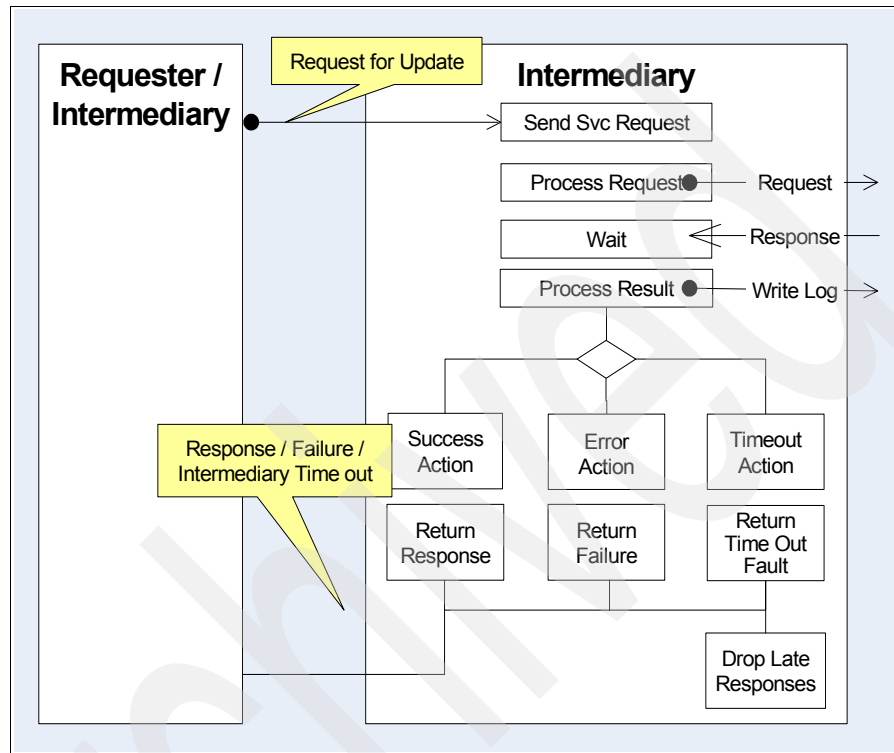 Requester /
Intermediary
Request for Update
Intermediary
Send Svc Request
Process Request
Request
Wait
Response
Process Result
Write Log
Response / Failure /
Intermediary Time out
Success
Action
Error
Action
Timeout
Action
Return
Response
Return
Failure
Return
Time Out
Fault
Drop Late
Responses